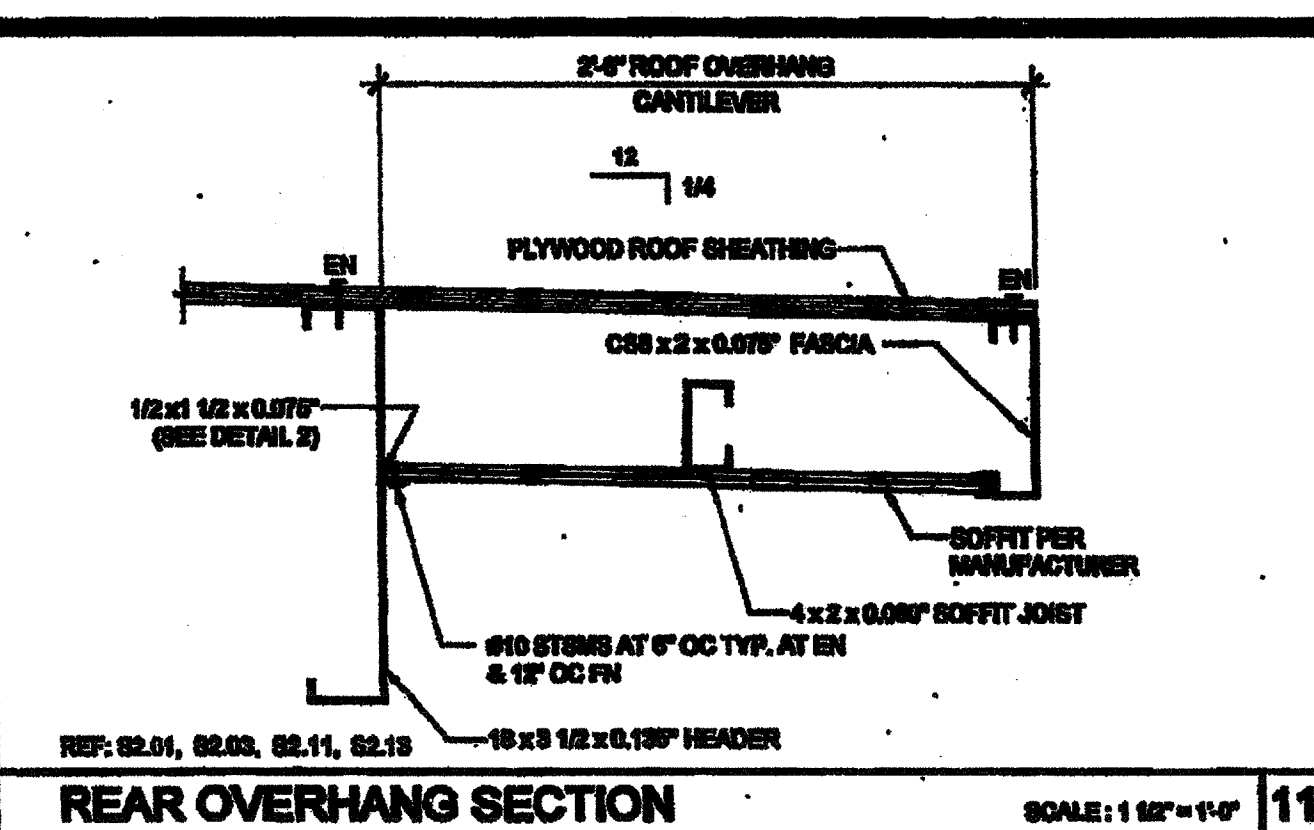 2'-6" ROOF OVERHANG
CANTILEVER
12
1/4
PLYWOOD ROOF SHEATHING
EN
EN
CS8 x 2 x 0.075" FASCIA
1/2 x1 1/2 x 0.075"
(SEE DETAIL 2)
SOFFIT PER
MANUFACTURER
4 x 2 x 0.060" SOFFIT JOIST
#10 STSMS AT 6" OC TYP. AT EN
& 12" OC FN
18 x 3 1/2 x 0.135" HEADER
REF: S2.01, S2.03, S2.11, S2.13
REAR OVERHANG SECTION
SCALE : 1 1/2" = 1'-0"
11